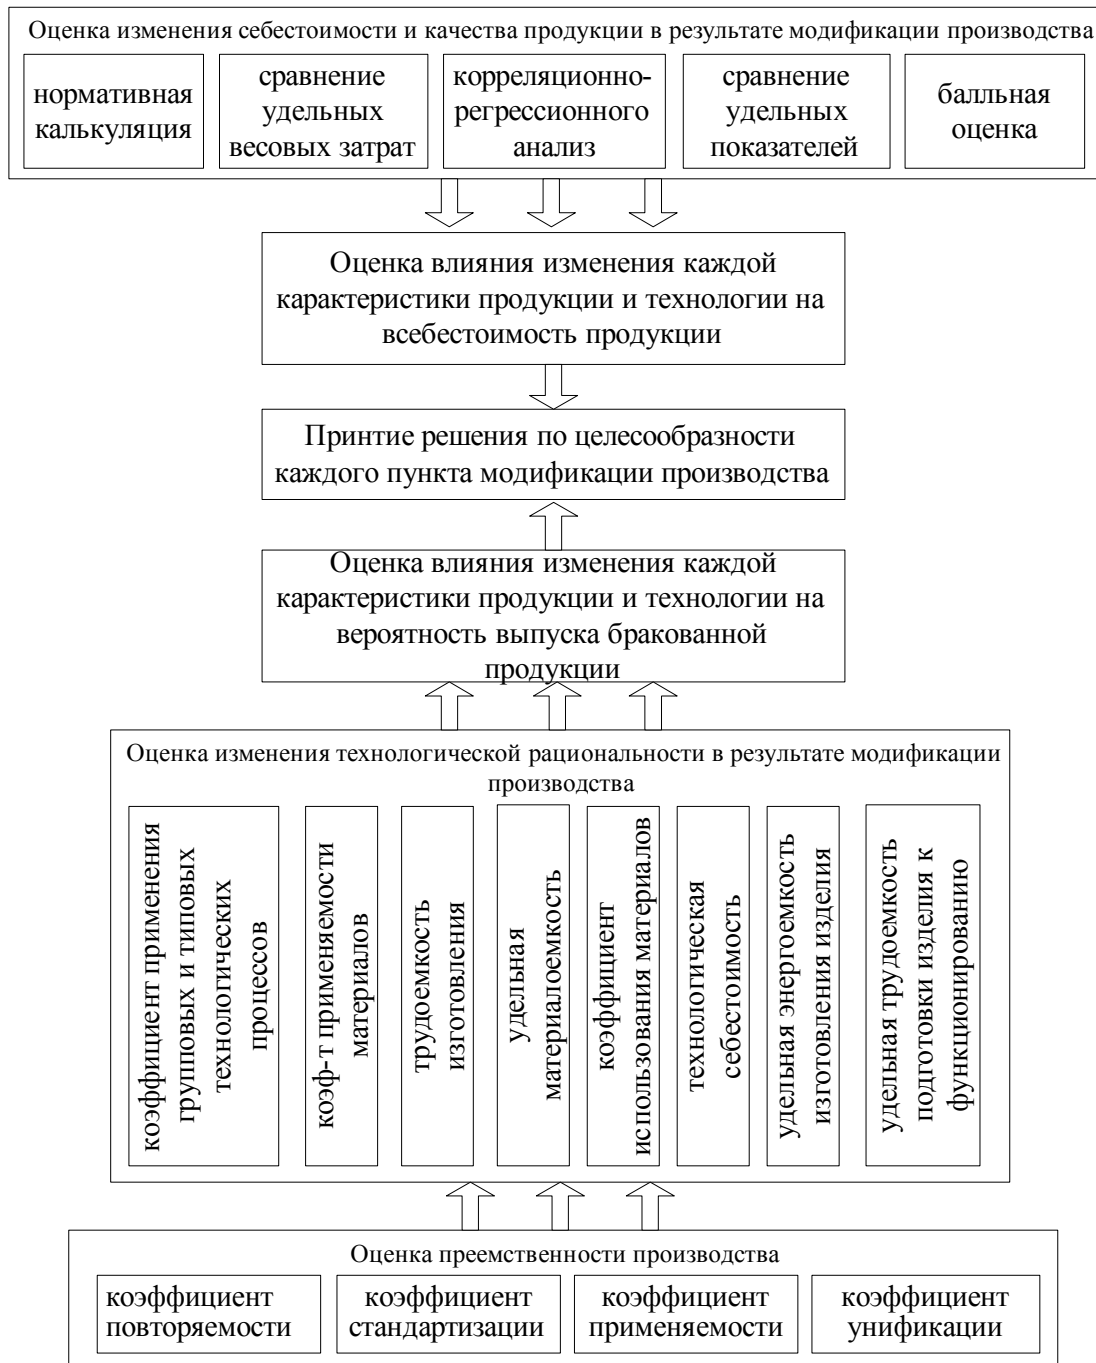 Оценка изменения себестоимости и качества продукции в результате модификации производства
нормативная
калькуляция
сравнение
удельных
весовых затрат
корреляционно-
регрессионного
анализ
сравнение
удельных
показателей
балльная
оценка
Оценка влияния изменения каждой
карактеристики продукции и технологии на
всебестоимость продукции
Принтие решения по целесообразности
каждого пункта модификации производства
Оценка влияния изменения каждой
карактеристики продукции и технологии на
вероятность выпуска бракованной
продукции
Оценка изменения технологической рациональности в результате модификации
производства
коэффициент применения
групповых и типовых
технологических
процессов
коэф-т применяемости
материалов
трудоемкость
изготовления
удельная
материалоемкость
коэффициент
использования материалов
технологическая
себестоимость
удельная энергоемкость
изготовления изделия
удельная трудоемкость
подготовки изделия к
функционированию
Оценка преемственности производства
коэффициент
повторяемости
коэффициент
стандартизации
коэффициент
применяемости
коэффициент
унификации